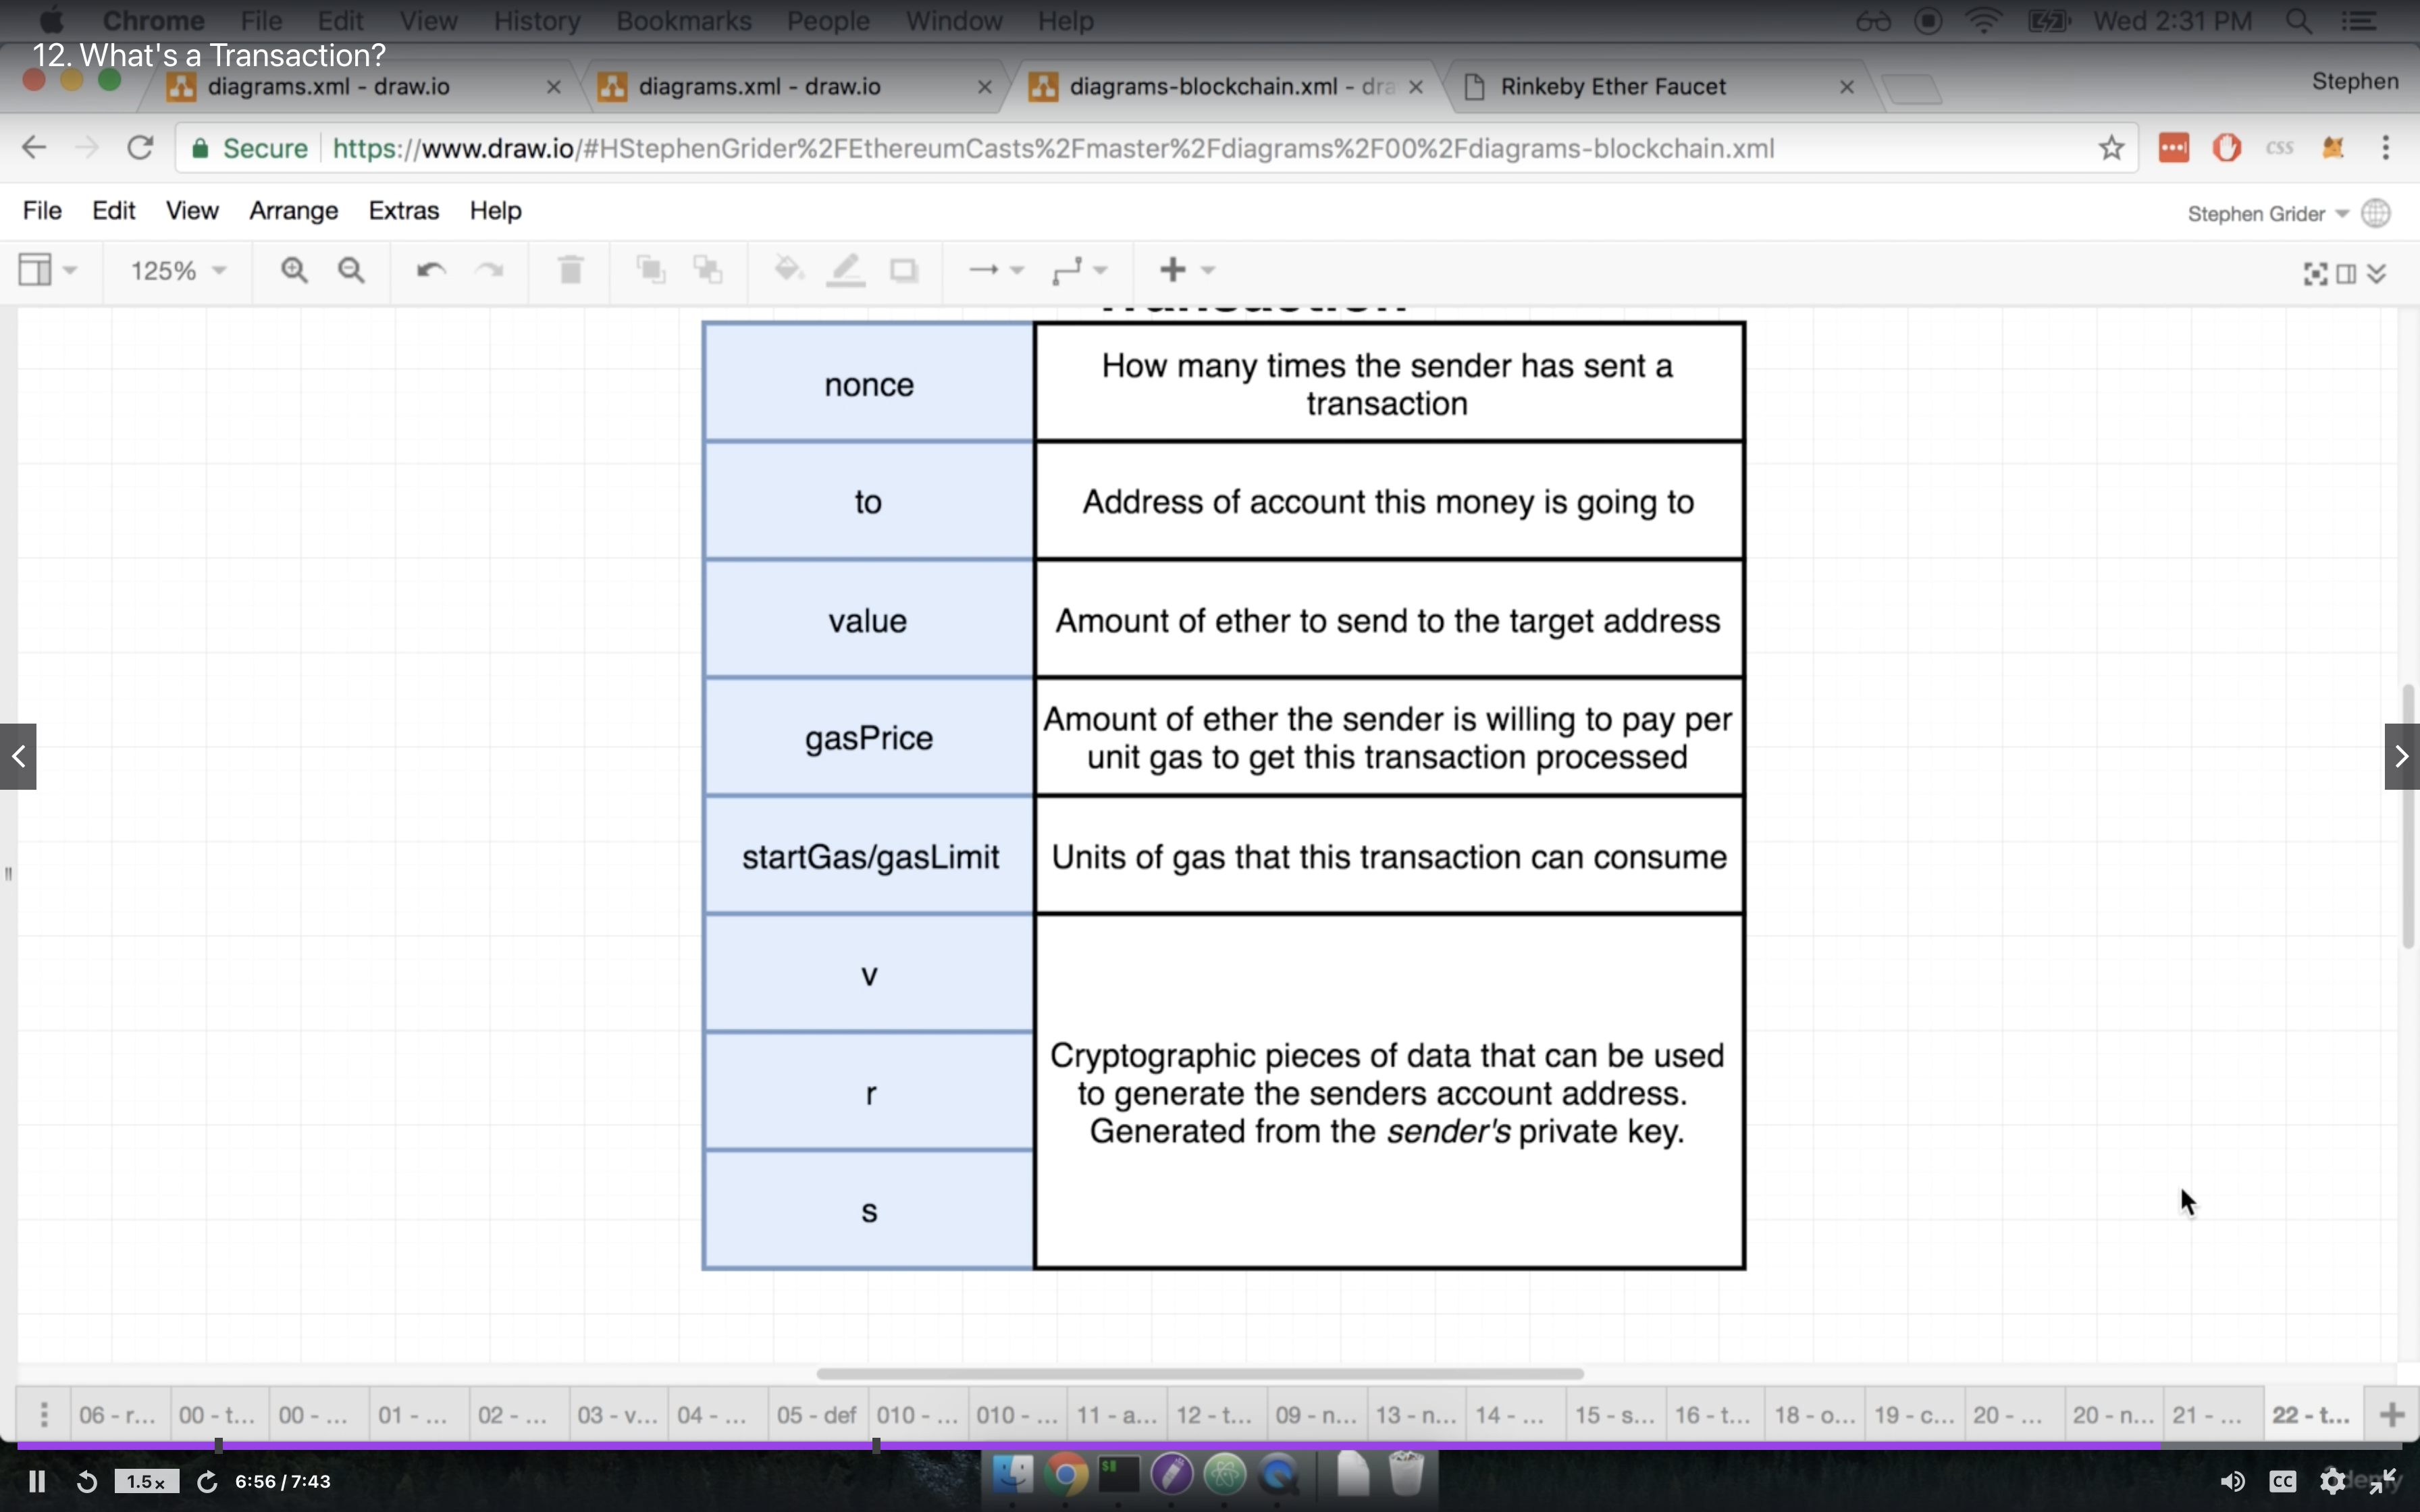 Chrome File Edit View History Bookmarks People Window Help Wed 2:31 PM
12. What's a Transaction?
diagrams.xml - draw.io diagrams.xml - draw.io diagrams-blockchain.xml - dra Rinkeby Ether Faucet Stephen
Secure https://www.draw.io/#HStephenGrider%2FEthereumCasts%2Fmaster%2Fdiagrams%2F00%2Fdiagrams-blockchain.xml css
File Edit View Arrange Extras Help Stephen Grider
125%
Transaction
nonce
How many times the sender has sent a
transaction
to
Address of account this money is going to
value
Amount of ether to send to the target address
gasPrice
Amount of ether the sender is willing to pay per
unit gas to get this transaction processed
startGas/gasLimit
Units of gas that this transaction can consume
v
r
s
Cryptographic pieces of data that can be used
to generate the senders account address.
Generated from the sender's private key.
06 - r... 00 - t... 00 - ... 01 - ... 02 - ... 03 - v... 04 - ... 05 - def 010 - ... 010 - ... 11 - a... 12 - t... 09 - n... 13 - n... 14 - ... 15 - s... 16 - t... 18 - o... 19 - c... 20 - ... 20 - n... 21 - ... 22 - t...
1.5x 6:56 / 7:43 CC